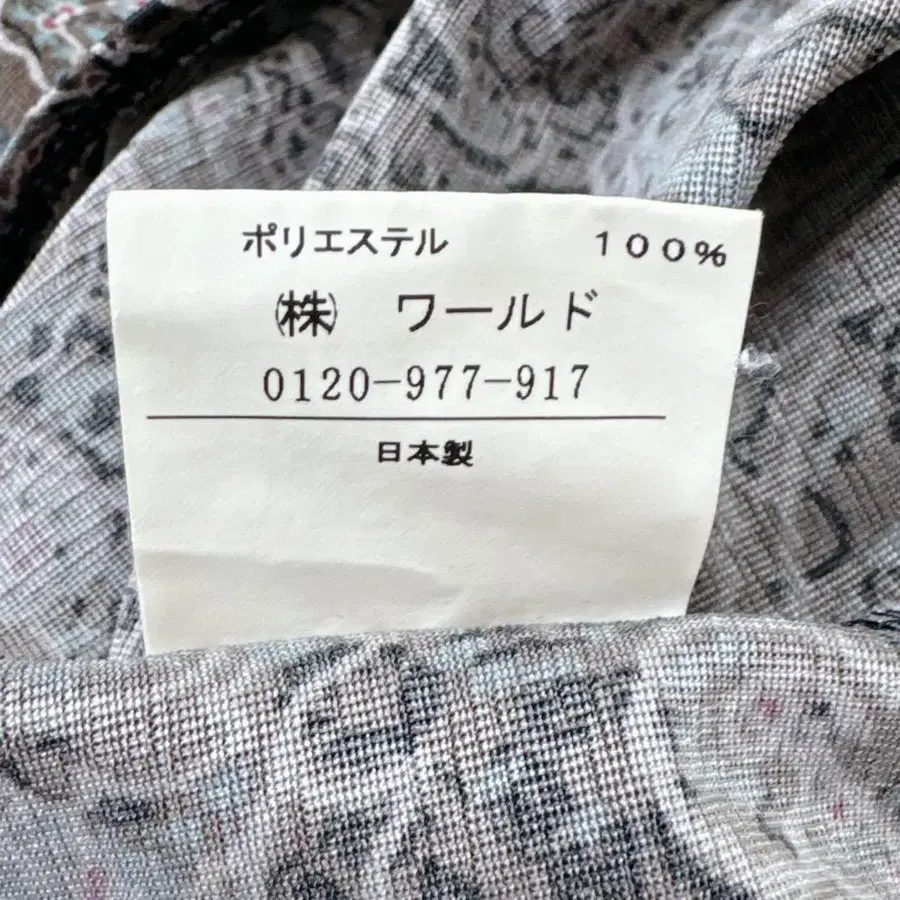 ポリエステル　　１００％
㈱　ワールド
0120-977-917
日本製